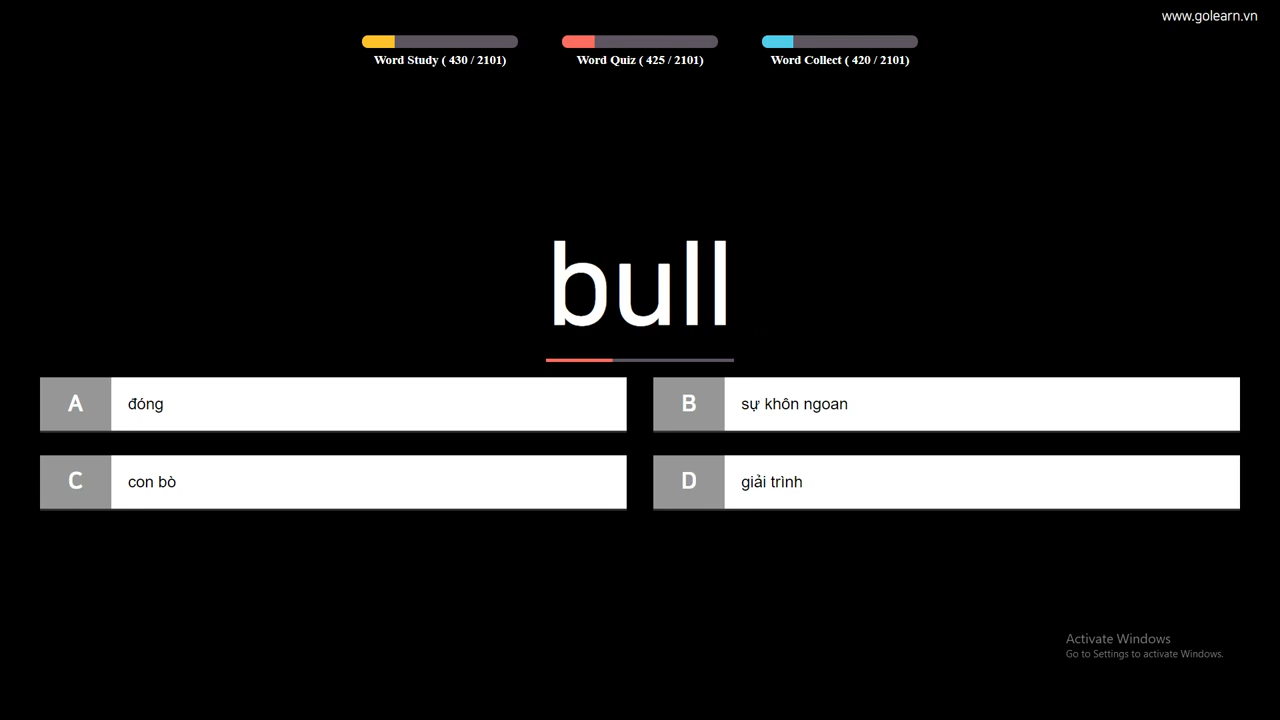 www.golearn.vn
Word Study ( 430 / 2101)
Word Quiz ( 425 / 2101)
Word Collect ( 420 / 2101)
bull
A đóng
B sự khôn ngoan
C con bò
D giải trình
Activate Windows
Go to Settings to activate Windows.